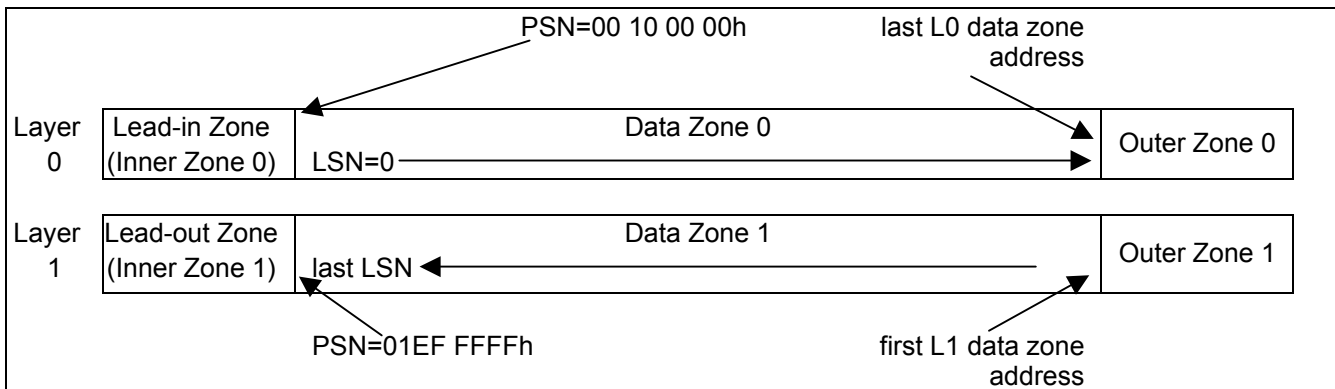 PSN=00 10 00 00h
last L0 data zone
address
Layer
0
Lead-in Zone
(Inner Zone 0)
Data Zone 0
LSN=0
Outer Zone 0
Layer
1
Lead-out Zone
(Inner Zone 1)
Data Zone 1
last LSN
Outer Zone 1
PSN=01EF FFFFh
first L1 data zone
address